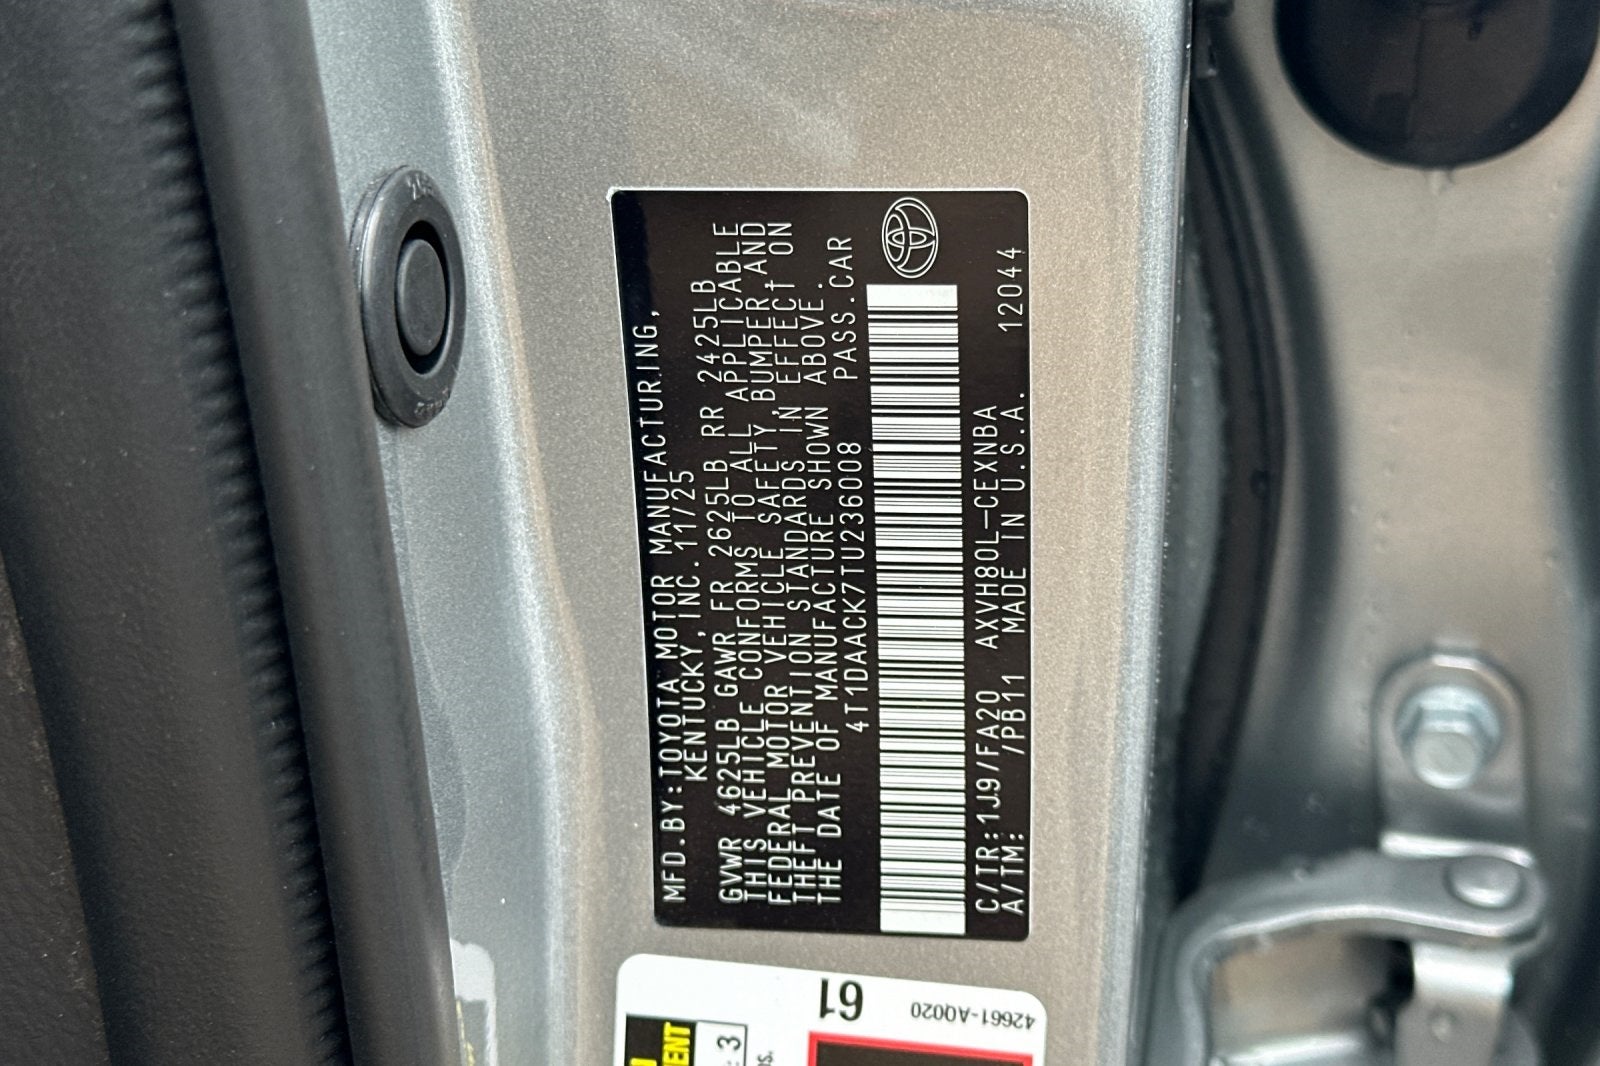 MFD.BY:TOYOTA MOTOR MANUFACTURING,
KENTUCKY,INC. 11/25
GVWR 4625LB GAWR FR 2625LB RR 2425LB
THIS VEHICLE CONFORMS TO ALL APPLICABLE
FEDERAL MOTOR VEHICLE SAFETY,BUMPER,AND
THEFT PREVENTION STANDARDS IN EFFECT ON
THE DATE OF MANUFACTURE SHOWN ABOVE.
4T1DAACK7TU236008 PASS.CAR
C/TR:1J9/FA20 AXVH80L-CEXNBA 12044
A/TM: /PB11 MADE IN U.S.A.
61
42661-AQ020
3